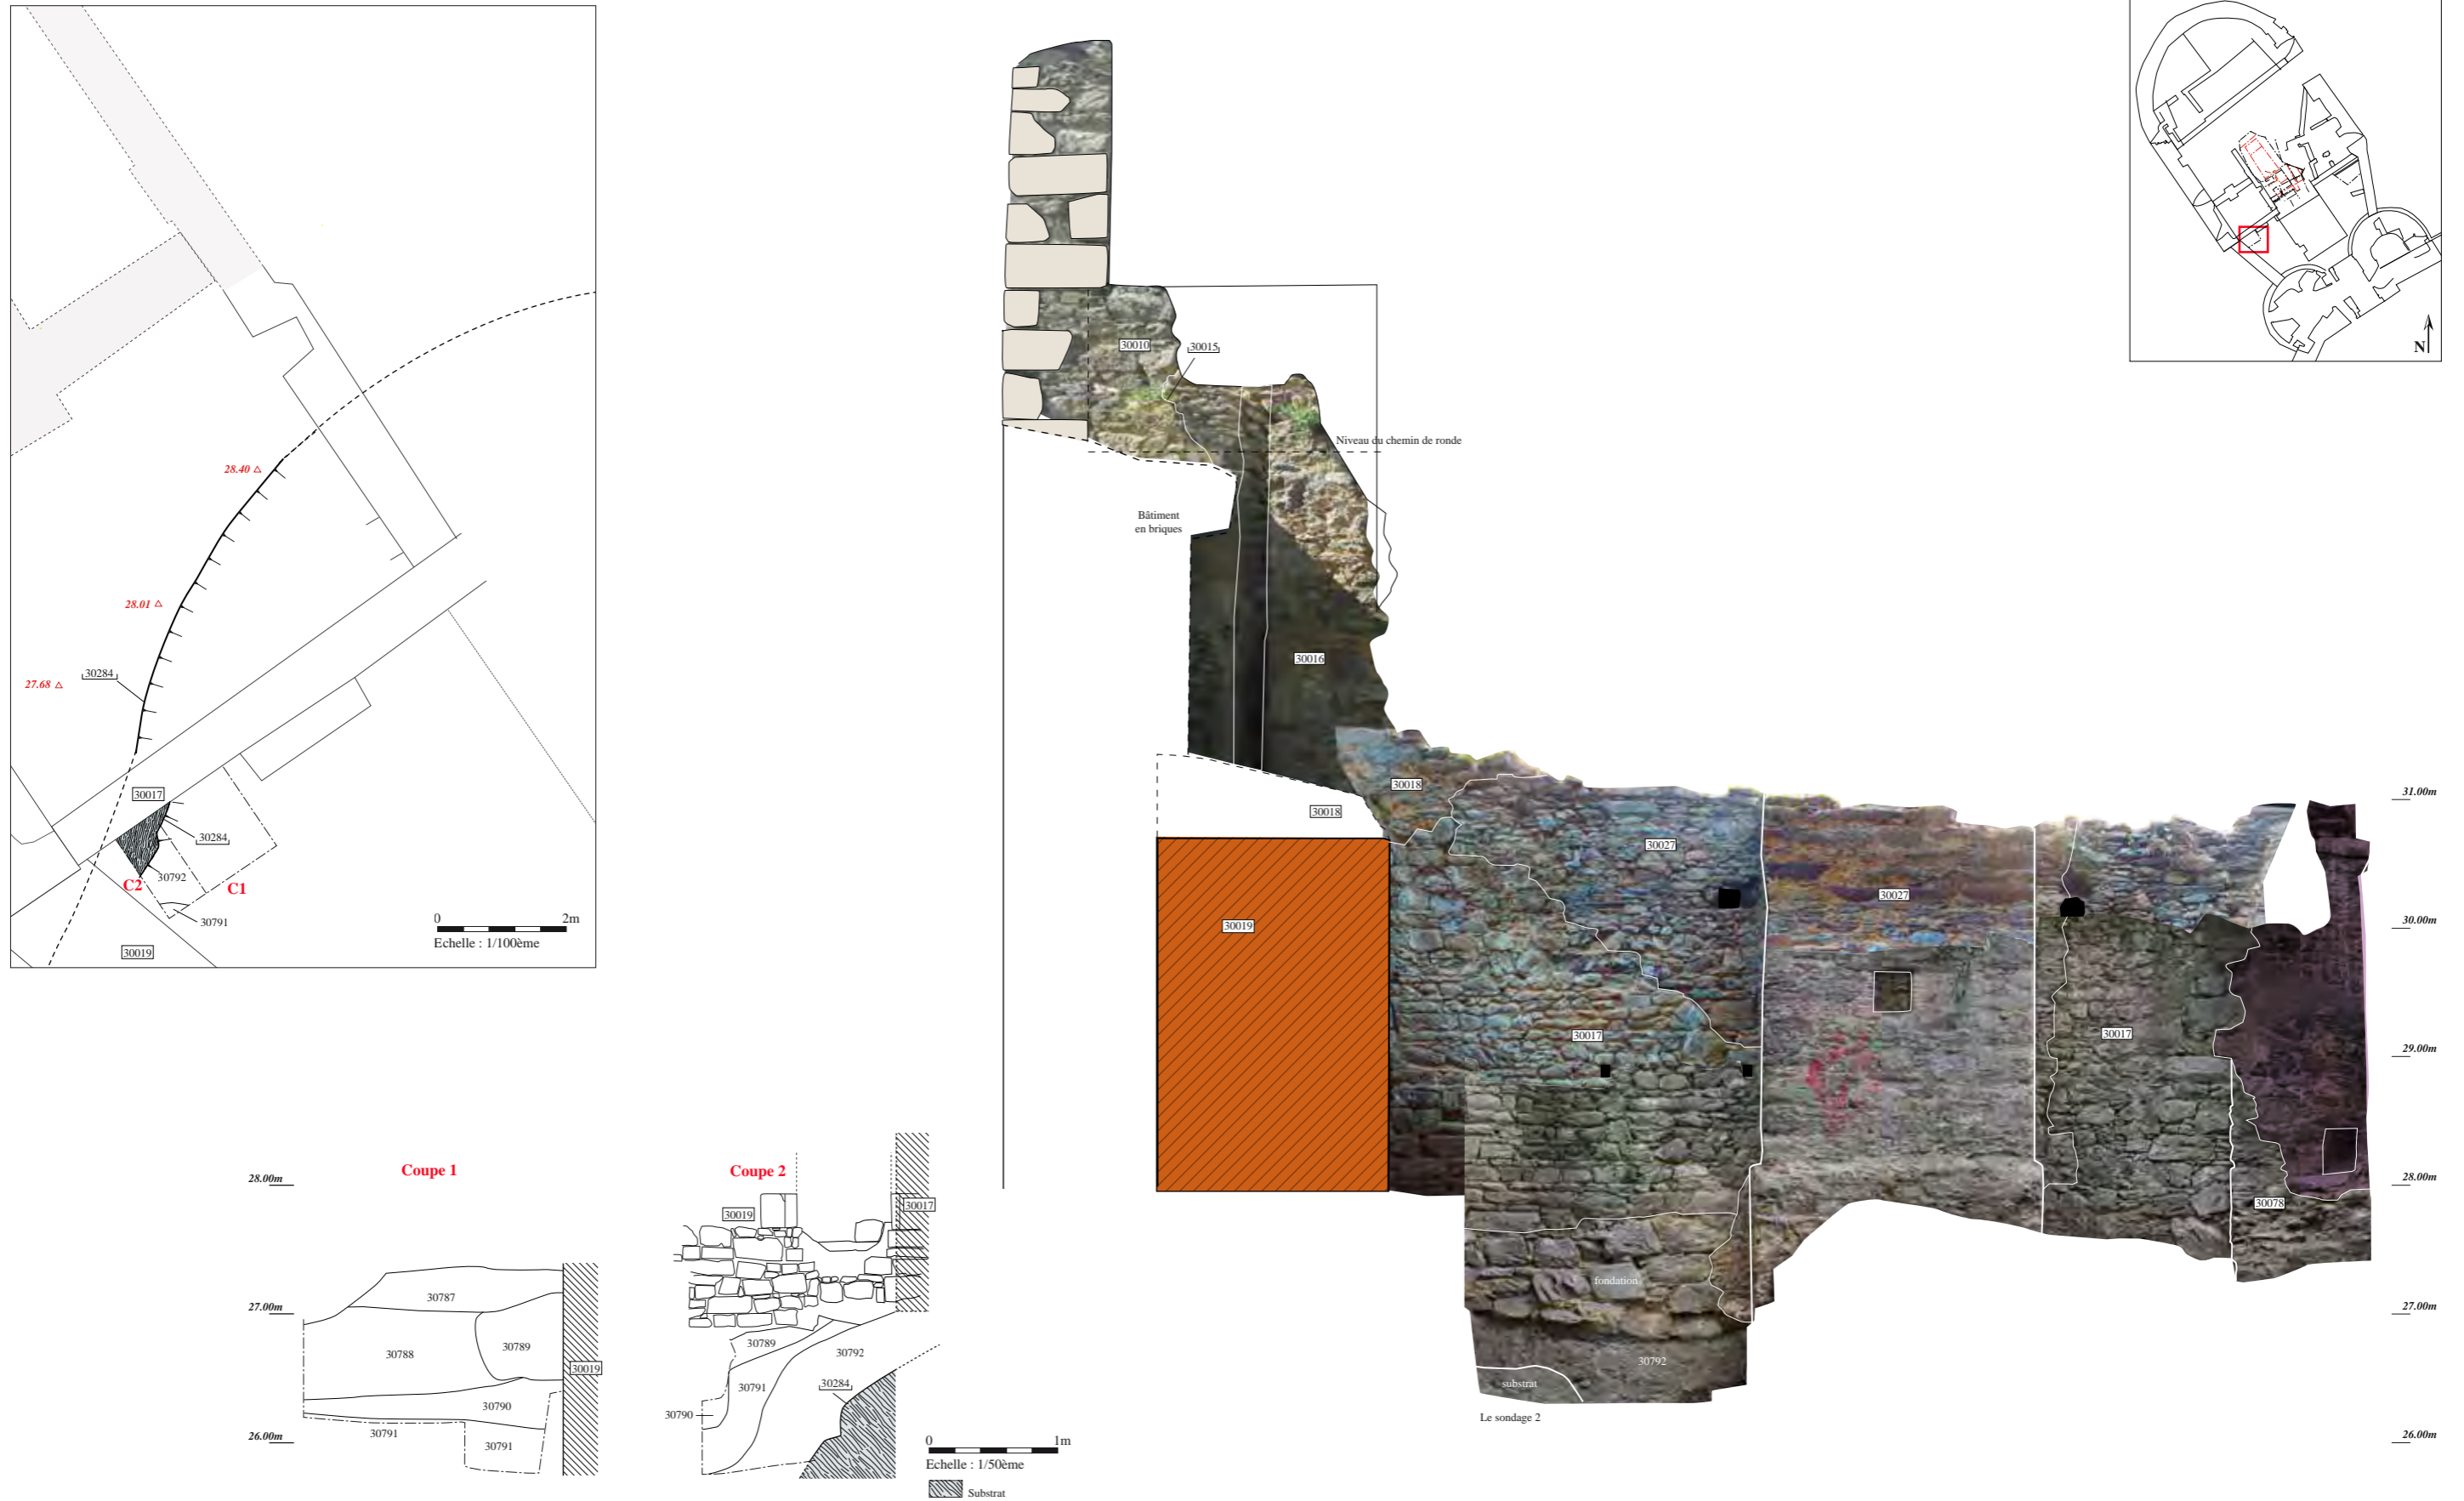 28.40
28.01
27.68
30284
30017
30284
30792
C2
C1
30791
30019
0 2m
Echelle : 1/100ème
30010
30015
Niveau du chemin de ronde
Bâtiment
en briques
30016
30018
30018
30027
30027
30019
30017
30017
30078
fondation
30792
substrat
Le sondage 2
31.00m
30.00m
29.00m
28.00m
27.00m
26.00m
N
Coupe 1
28.00m
27.00m
26.00m
30787
30788
30789
30019
30790
30791
30791
Coupe 2
30019
30017
30789
30792
30791
30284
30790
0 1m
Echelle : 1/50ème
Substrat